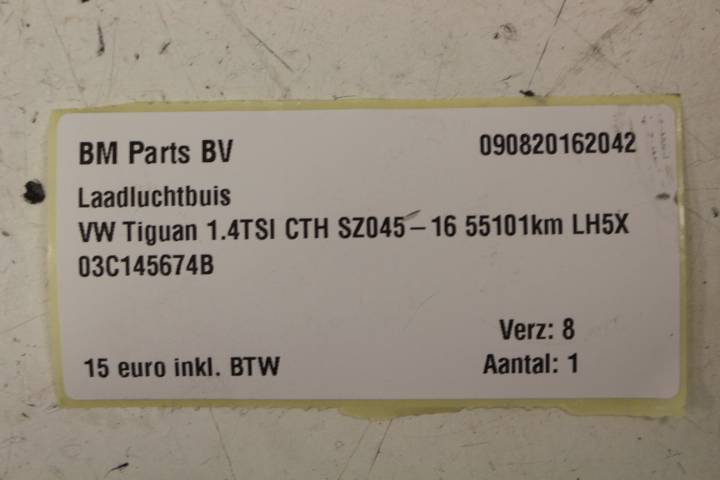 BM Parts BV 090820162042
Laadluchtbuis
VW Tiguan 1.4TSI CTH SZ045-16 55101km LH5X
03C145674B
Verz: 8
15 euro inkl. BTW Aantal: 1